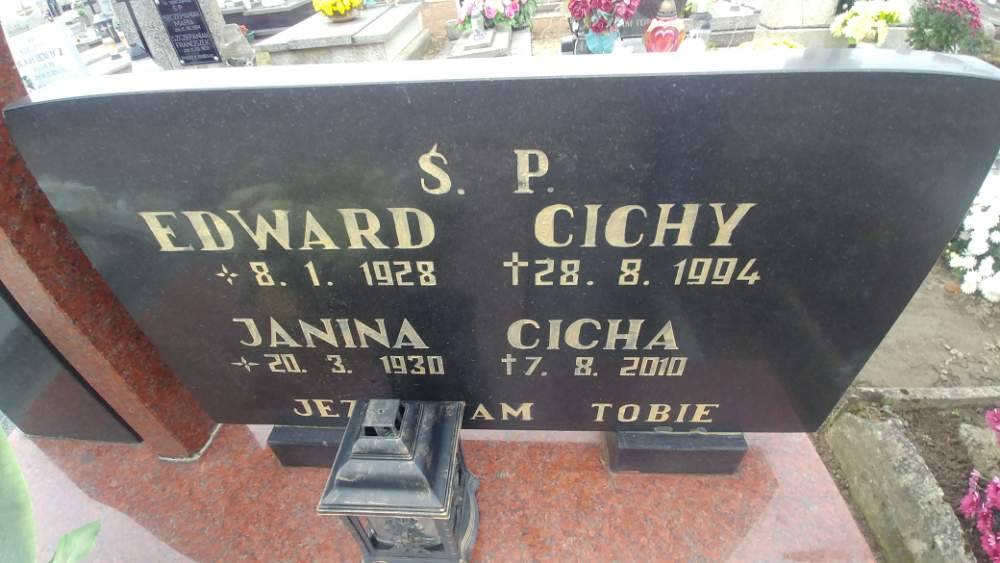 Ś. P.
EDWARD CICHY
8. 1. 1928 28. 8. 1994
JANINA CICHA
20. 3. 1930 7. 8. 2010
TOBIE